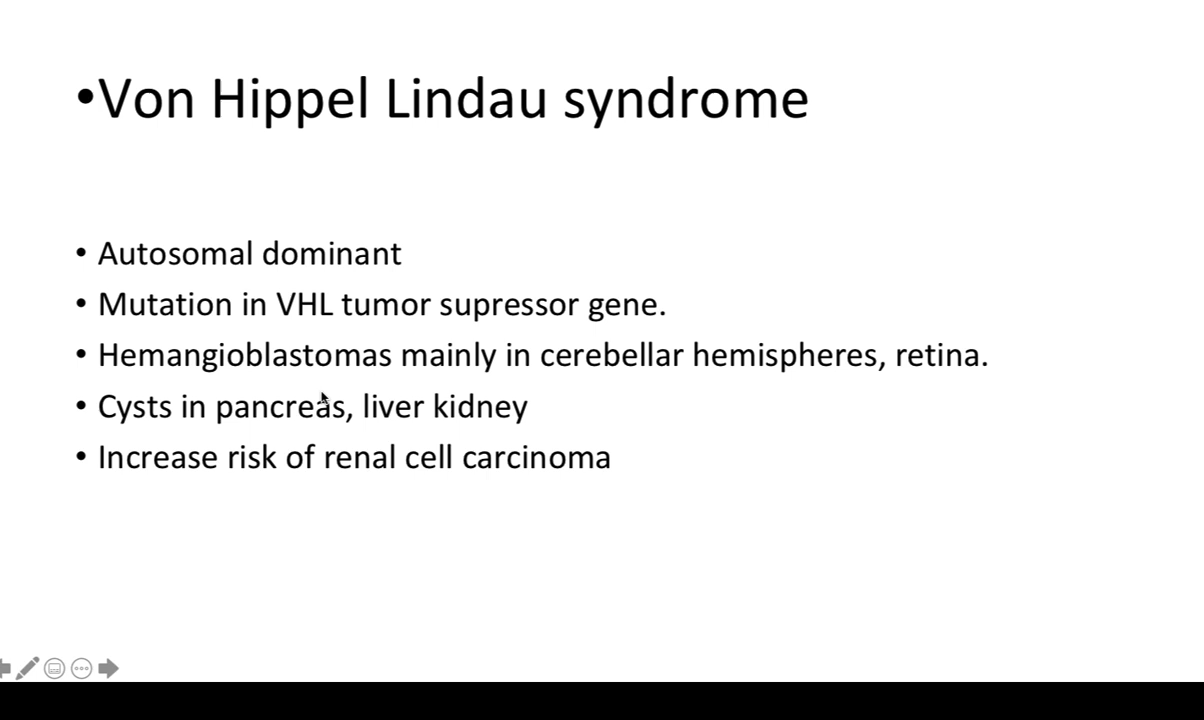 •Von Hippel Lindau syndrome
• Autosomal dominant
• Mutation in VHL tumor supressor gene.
• Hemangioblastomas mainly in cerebellar hemispheres, retina.
• Cysts in pancreas, liver kidney
• Increase risk of renal cell carcinoma